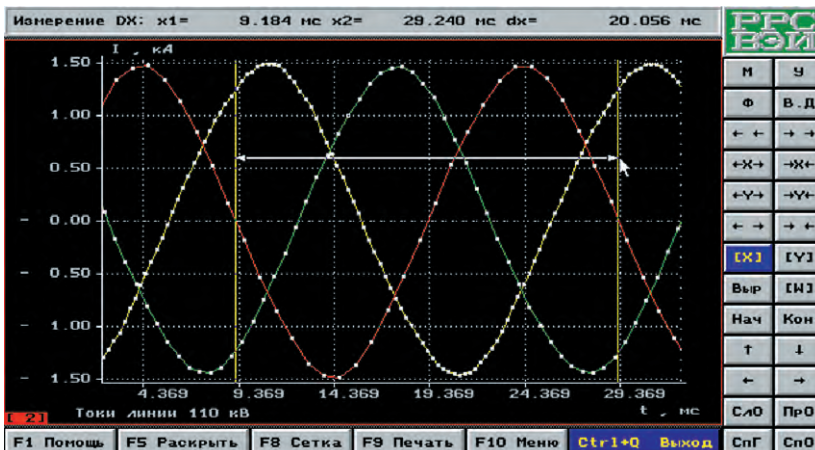 Измерение DX: x1= 9.184 мс x2= 29.240 мс dx= 20.056 мс
РРС
ВЭИ
I , кА
1.50
1.00
0.50
- 0.00
- 0.50
- 1.00
- 1.50
4.369 9.369 14.369 19.369 24.369 29.369
[ 2] Токи линии 110 кВ t , мс
М У
Ф В.Д
← ← → →
←X→ →X←
←Y→ →Y←
← → → ←
[X] [Y]
Выр [W]
Нач Кон
↑ ↓
← →
СлО ПрО
СпГ СпО
F1 Помощь F5 Раскрыть F8 Сетка F9 Печать F10 Меню Ctrl+Q Выход